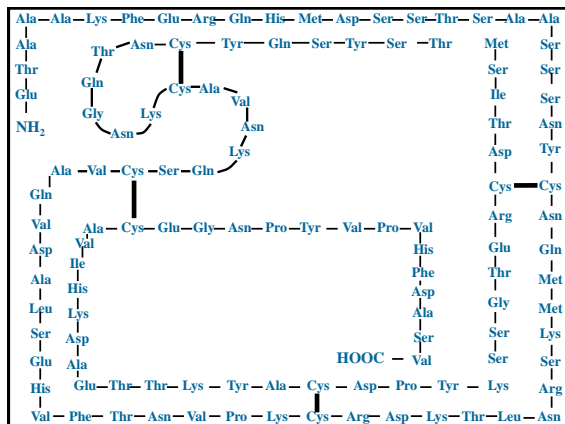 Ala Ala Lys Phe Glu Arg Gln His Met Asp Ser Ser Thr Ser Ala Ala
Ala Thr Asn Cys Tyr Gln Ser Tyr Ser Thr Met Ser
Thr Gln Ser Ser
Glu Cys Ala Val Ile Ser
NH₂ Gly Asn Lys Asn Thr Asn
Lys Asp Tyr
Ala Val Cys Ser Gln
Gln Cys Cys
Val Ala Cys Glu Gly Asn Pro Tyr Val Pro Val Arg Asn
Asp Val His Glu Gln
Ala Ile Phe Thr Met
His Asp
Leu Lys Ala Gly Met
Ser Asp Ser Ser Lys
Glu Ala HOOC Val Ser Ser
His Glu Thr Thr Lys Tyr Ala Cys Asp Pro Tyr Lys Arg
Val Phe Thr Asn Val Pro Lys Cys Arg Asp Lys Thr Leu Asn